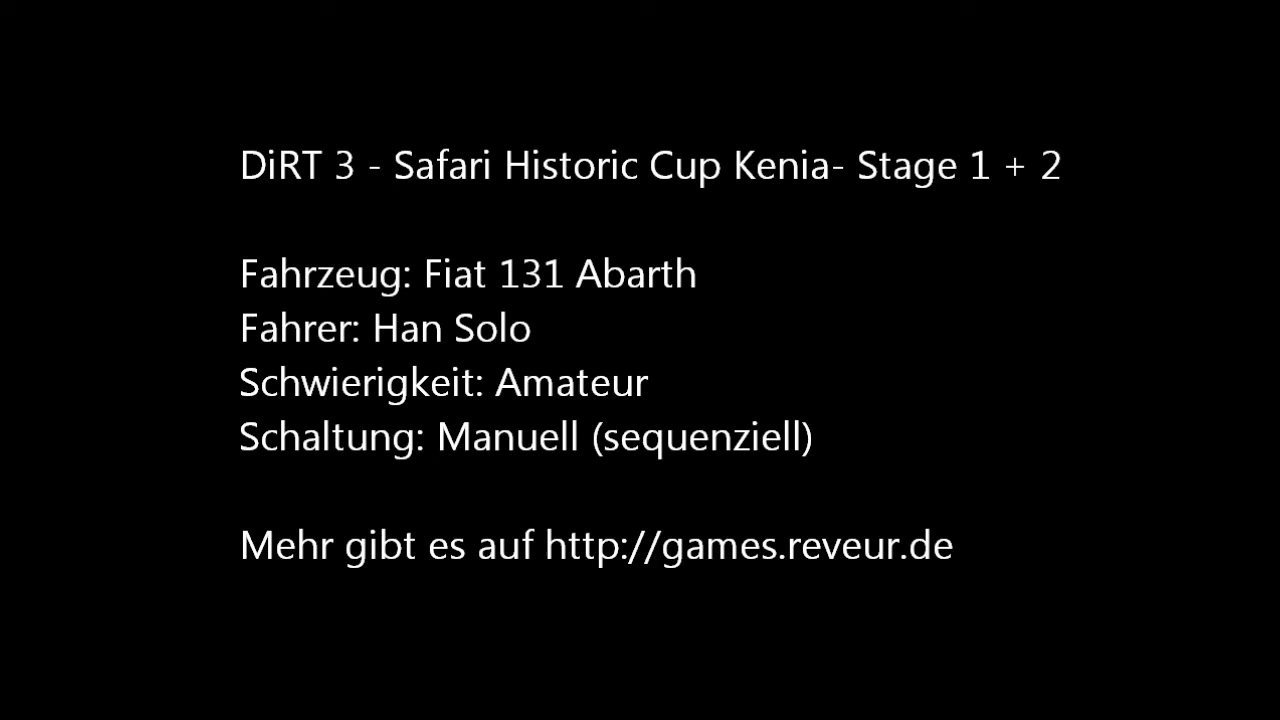 DiRT 3 - Safari Historic Cup Kenia- Stage 1 + 2
Fahrzeug: Fiat 131 Abarth
Fahrer: Han Solo
Schwierigkeit: Amateur
Schaltung: Manuell (sequenziell)
Mehr gibt es auf http://games.reveur.de